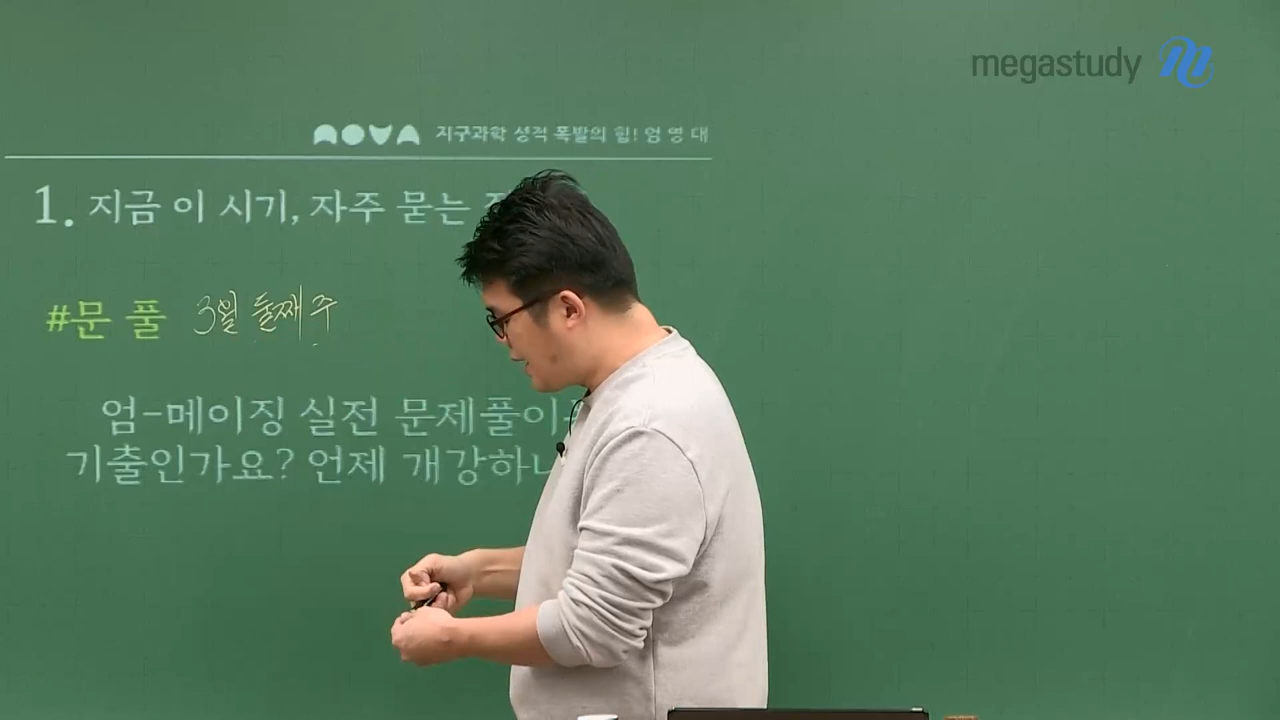 megastudy
지구과학 성적 폭발의 힘! 엄영대
1. 지금 이 시기, 자주 묻는
#문 풀 3월 둘째 주
엄-메이징 실전 문제풀이
기출인가요? 언제 개강하나